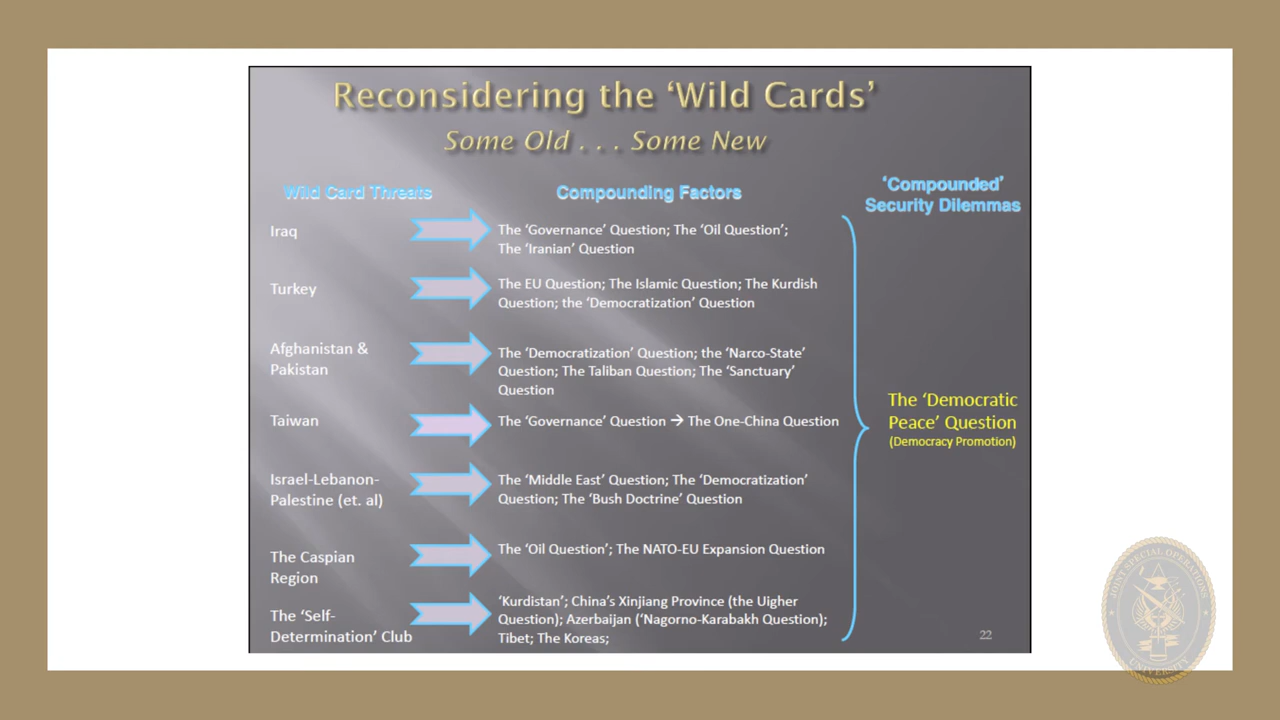 Reconsidering the ‘Wild Cards’
Some Old . . . Some New
Wild Card Threats
Compounding Factors
‘Compounded’
Security Dilemmas
Iraq
The ‘Governance’ Question; The ‘Oil Question’;
The ‘Iranian’ Question
Turkey
The EU Question; The Islamic Question; The Kurdish
Question; the ‘Democratization’ Question
Afghanistan &
Pakistan
The ‘Democratization’ Question; the ‘Narco-State’
Question; The Taliban Question; The ‘Sanctuary’
Question
Taiwan
The ‘Governance’ Question → The One-China Question
Israel-Lebanon-
Palestine (et. al)
The ‘Middle East’ Question; The ‘Democratization’
Question; The ‘Bush Doctrine’ Question
The Caspian
Region
The ‘Oil Question’; The NATO-EU Expansion Question
The ‘Self-
Determination’ Club
‘Kurdistan’; China’s Xinjiang Province (the Uigher
Question); Azerbaijan (‘Nagorno-Karabakh Question);
Tibet; The Koreas;
The ‘Democratic
Peace’ Question
(Democracy Promotion)
22
JOINT SPECIAL OPERATIONS
UNIVERSITY